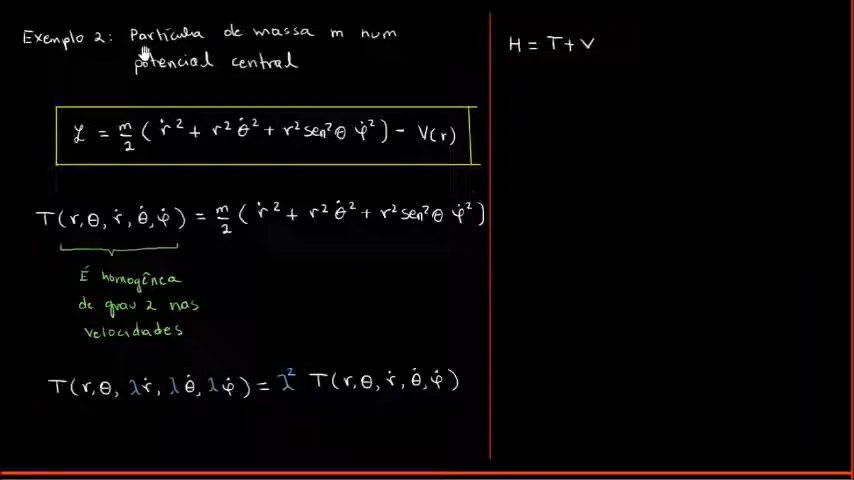 Exemplo 2: Partícula de massa m num
potencial central
ℒ = m/2 ( ṙ² + r² θ̇² + r² sen²θ φ̇² ) - V(r)
T(r, θ, ṙ, θ̇, φ̇) = m/2 ( ṙ² + r² θ̇² + r² sen²θ φ̇² )
É homogênea
de grau 2 nas
velocidades
T(r, θ, λṙ, λθ̇, λφ̇) = λ² T(r, θ, ṙ, θ̇, φ̇)
H = T + V